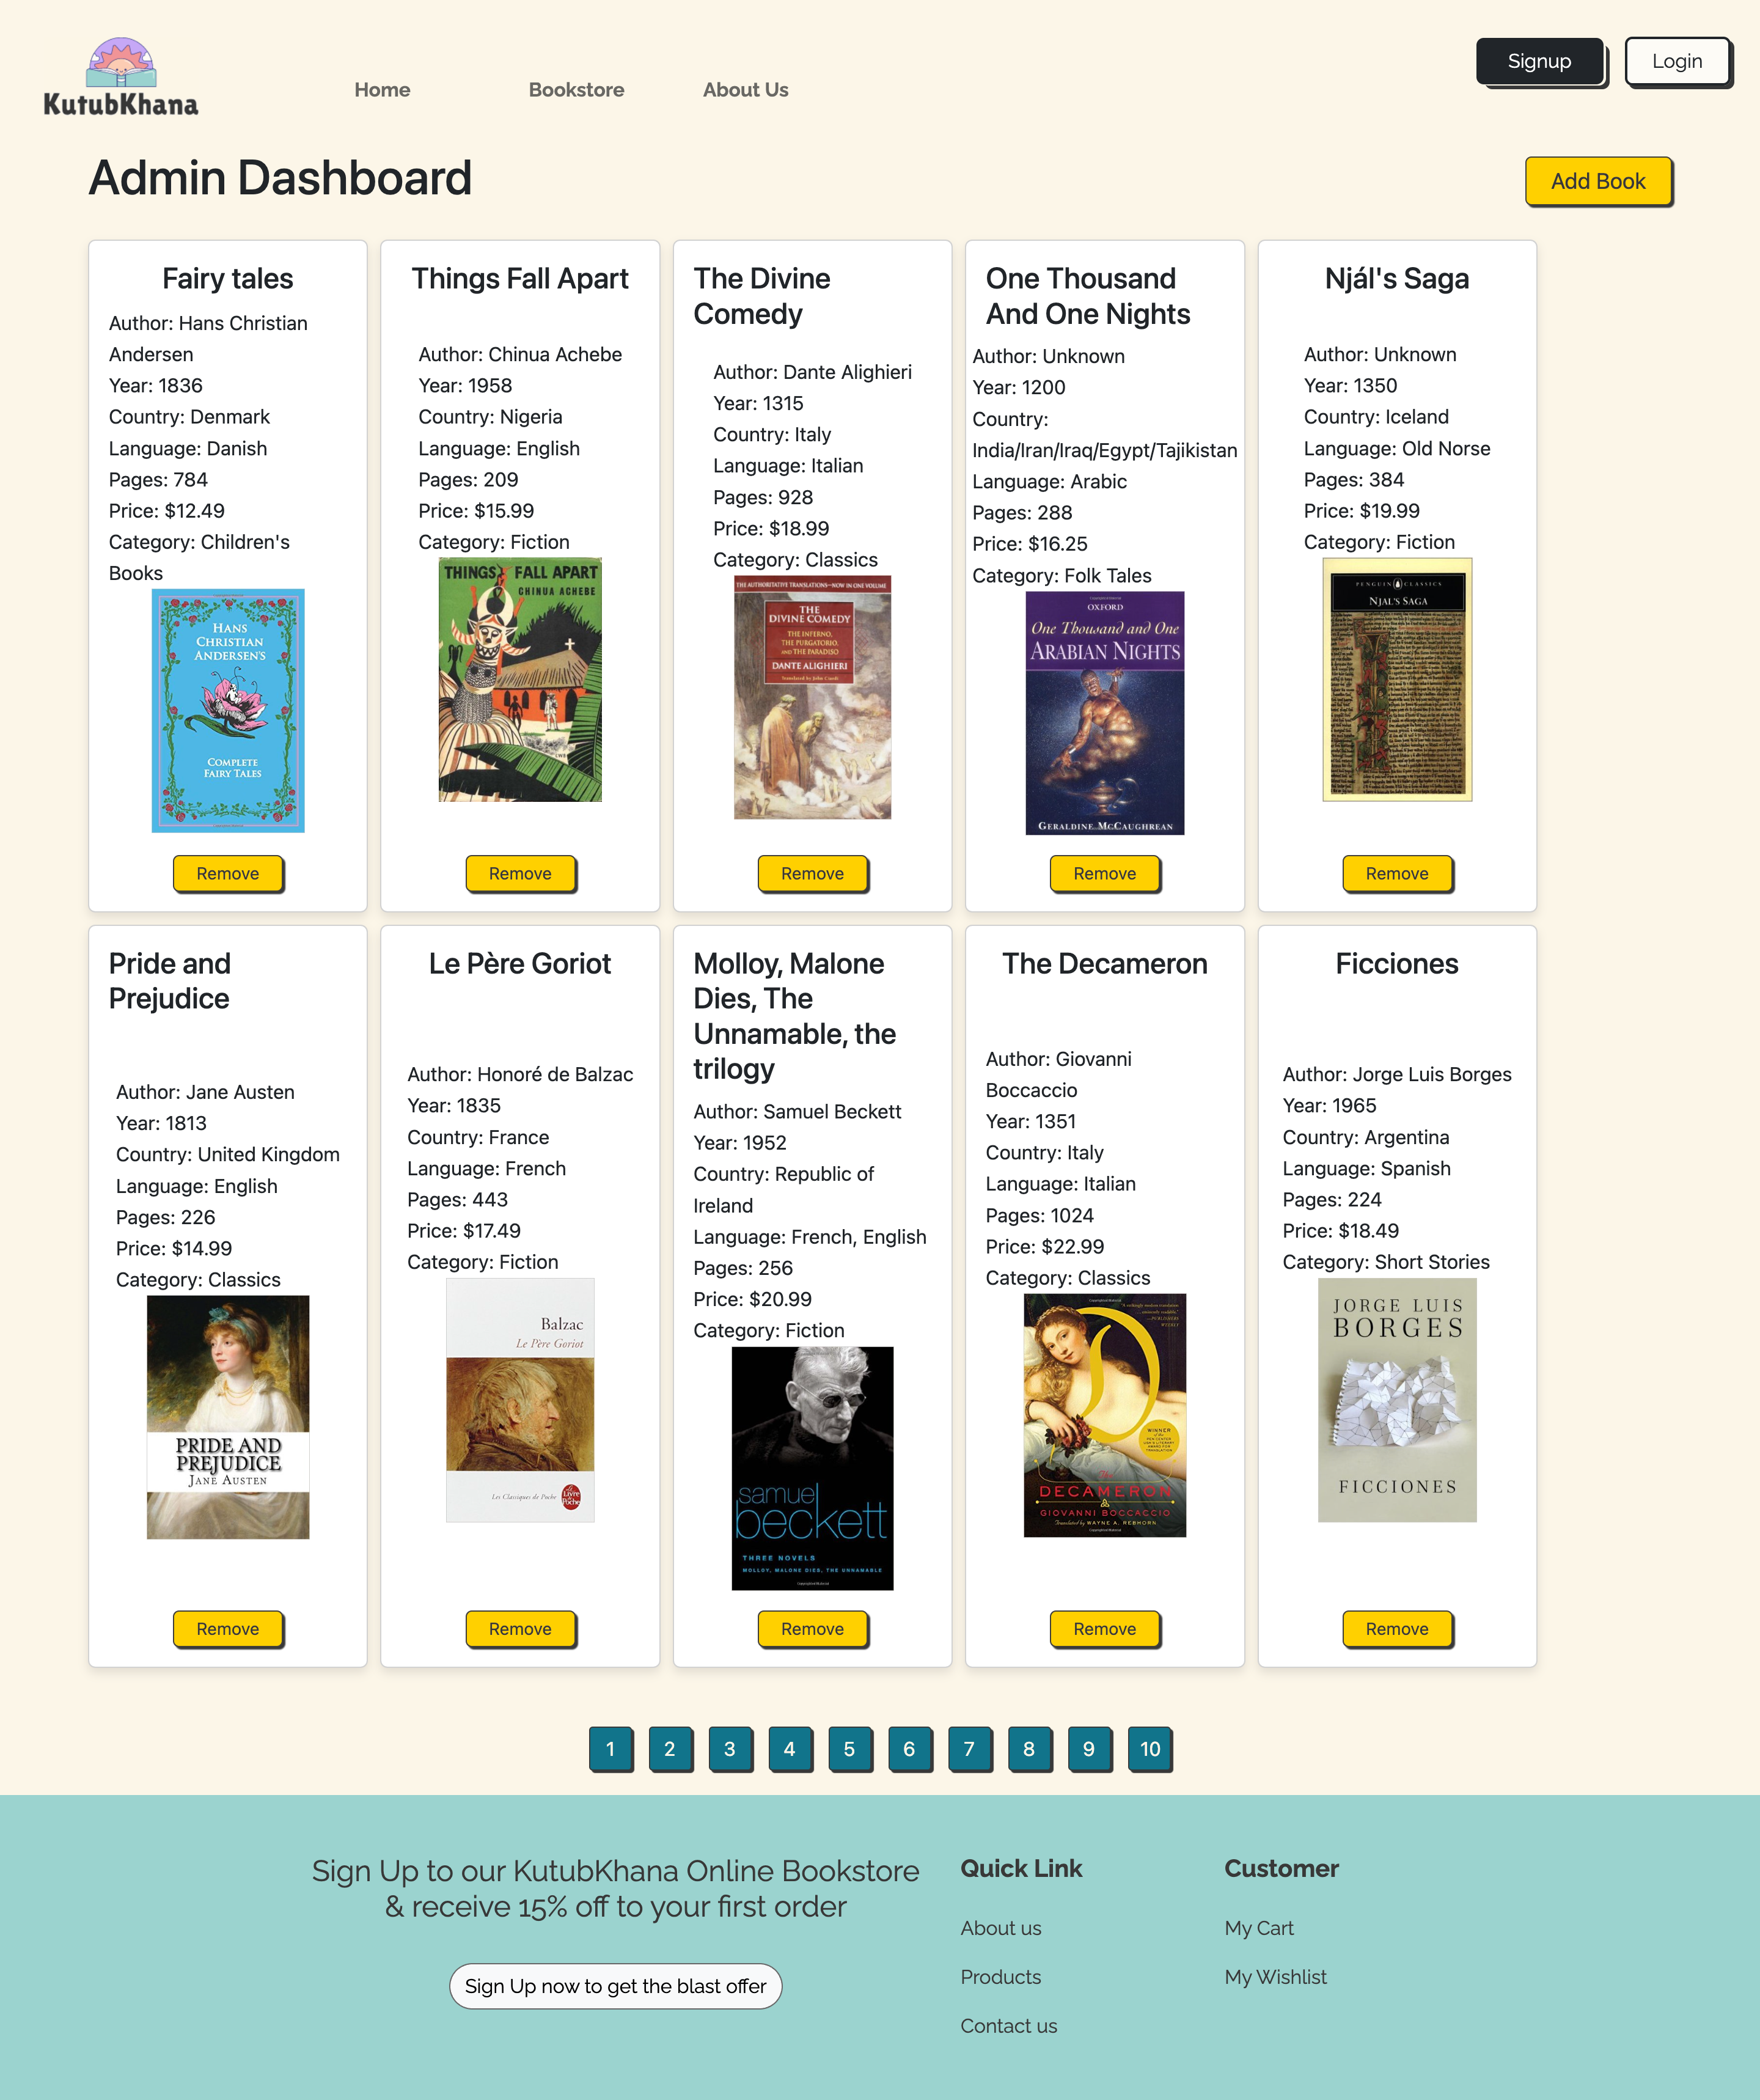 KutubKhana
Home
Bookstore
About Us
Signup
Login
Admin Dashboard
Add Book
Fairy tales
Author: Hans Christian
Andersen
Year: 1836
Country: Denmark
Language: Danish
Pages: 784
Price: $12.49
Category: Children's
Books
HANS
CHRISTIAN
ANDERSEN'S
COMPLETE
FAIRY TALES
Remove
Things Fall Apart
Author: Chinua Achebe
Year: 1958
Country: Nigeria
Language: English
Pages: 209
Price: $15.99
Category: Fiction
THINGS FALL APART
CHINUA ACHEBE
Remove
The Divine
Comedy
Author: Dante Alighieri
Year: 1315
Country: Italy
Language: Italian
Pages: 928
Price: $18.99
Category: Classics
THE AUTHORITATIVE TRANSLATIONS—NOW IN ONE VOLUME
THE
DIVINE COMEDY
THE INFERNO,
THE PURGATORIO,
AND THE PARADISO
DANTE ALIGHIERI
Translated by John Ciardi
Remove
One Thousand
And One Nights
Author: Unknown
Year: 1200
Country:
India/Iran/Iraq/Egypt/Tajikistan
Language: Arabic
Pages: 288
Price: $16.25
Category: Folk Tales
OXFORD
One Thousand and One
ARABIAN NIGHTS
GERALDINE McCAUGHREAN
Remove
Njál's Saga
Author: Unknown
Year: 1350
Country: Iceland
Language: Old Norse
Pages: 384
Price: $19.99
Category: Fiction
PENGUIN CLASSICS
NJAL'S SAGA
Remove
Pride and
Prejudice
Author: Jane Austen
Year: 1813
Country: United Kingdom
Language: English
Pages: 226
Price: $14.99
Category: Classics
PRIDE AND
PREJUDICE
JANE AUSTEN
Remove
Le Père Goriot
Author: Honoré de Balzac
Year: 1835
Country: France
Language: French
Pages: 443
Price: $17.49
Category: Fiction
Balzac
Le Père Goriot
Les Classiques de Poche
Le Livre de Poche
Remove
Molloy, Malone
Dies, The
Unnamable, the
trilogy
Author: Samuel Beckett
Year: 1952
Country: Republic of
Ireland
Language: French, English
Pages: 256
Price: $20.99
Category: Fiction
samuel
beckett
THREE NOVELS
MOLLOY, MALONE DIES, THE UNNAMABLE
Remove
The Decameron
Author: Giovanni
Boccaccio
Year: 1351
Country: Italy
Language: Italian
Pages: 1024
Price: $22.99
Category: Classics
D
WINNER
The
DECAMERON
GIOVANNI BOCCACCIO
Translated by WAYNE A. REBHORN
Remove
Ficciones
Author: Jorge Luis Borges
Year: 1965
Country: Argentina
Language: Spanish
Pages: 224
Price: $18.49
Category: Short Stories
JORGE LUIS
BORGES
FICCIONES
Remove
1 2 3 4 5 6 7 8 9 10
Sign Up to our KutubKhana Online Bookstore
& receive 15% off to your first order
Sign Up now to get the blast offer
Quick Link
About us
Products
Contact us
Customer
My Cart
My Wishlist